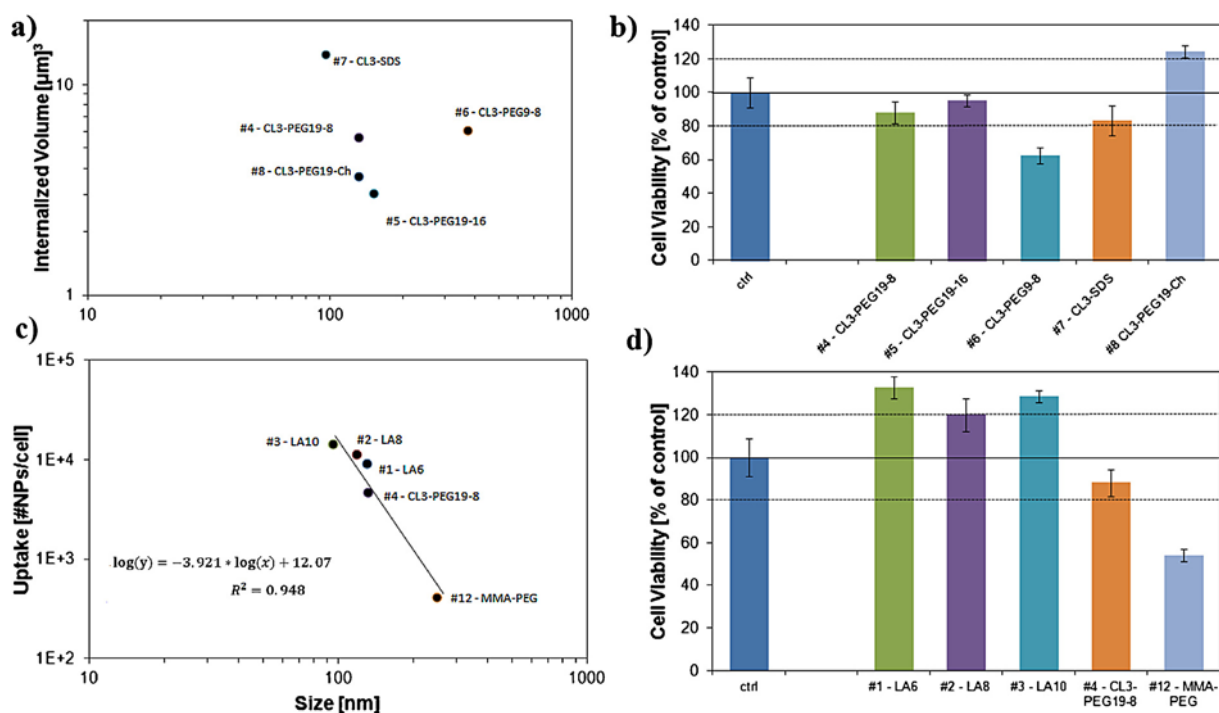 a)
Internalized Volume [µm]³
10
1
#7 - CL3-SDS
#6 - CL3-PEG9-8
#4 - CL3-PEG19-8
#8 - CL3-PEG19-Ch
#5 - CL3-PEG19-16
10
100
1000
b)
Cell Viability [% of control]
140
120
100
80
60
40
20
0
ctrl
#4 - CL3-PEG19-8
#5 - CL3-PEG19-16
#6 - CL3-PEG9-8
#7 - CL3-SDS
#8 CL3-PEG19-Ch
c)
Uptake [#NPs/cell]
1E+5
1E+4
1E+3
1E+2
#3 - LA10
#2 - LA8
#1 - LA6
#4 - CL3-PEG19-8
log(y) = −3.921 * log(x) + 12.07
R² = 0.948
#12 - MMA-PEG
10
100
1000
Size [nm]
d)
Cell Viability [% of control]
140
120
100
80
60
40
20
0
ctrl
#1 - LA6
#2 - LA8
#3 - LA10
#4 - CL3-
PEG19-8
#12 - MMA-
PEG